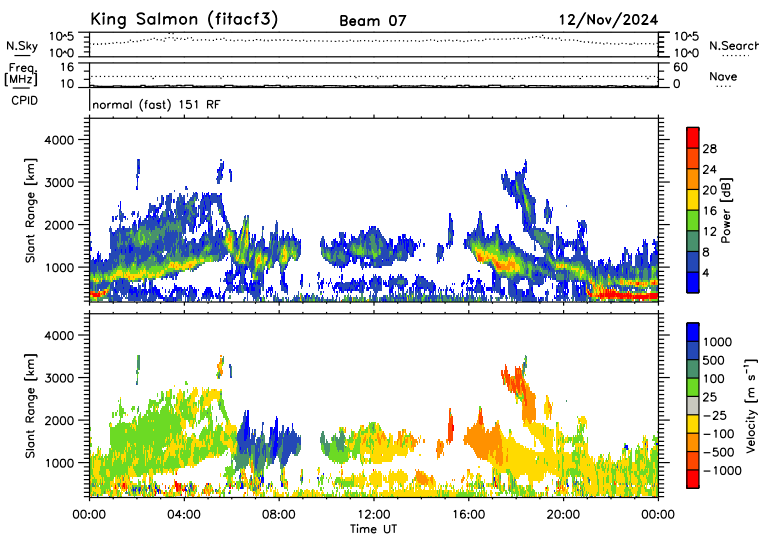 King Salmon (fitacf3) Beam 07 12/Nov/2024
N.Sky 10^5 10^0 10^5 10^0 N.Search
Freq. [MHz] 16 10 60 0 Nave
CPID normal (fast) 151 RF
Slant Range [km] 4000 3000 2000 1000
Power [dB] 28 24 20 16 12 8 4
Slant Range [km] 4000 3000 2000 1000
Velocity [m s⁻¹] 1000 500 100 25 −25 −100 −500 −1000
00:00 04:00 08:00 12:00 16:00 20:00 00:00
Time UT